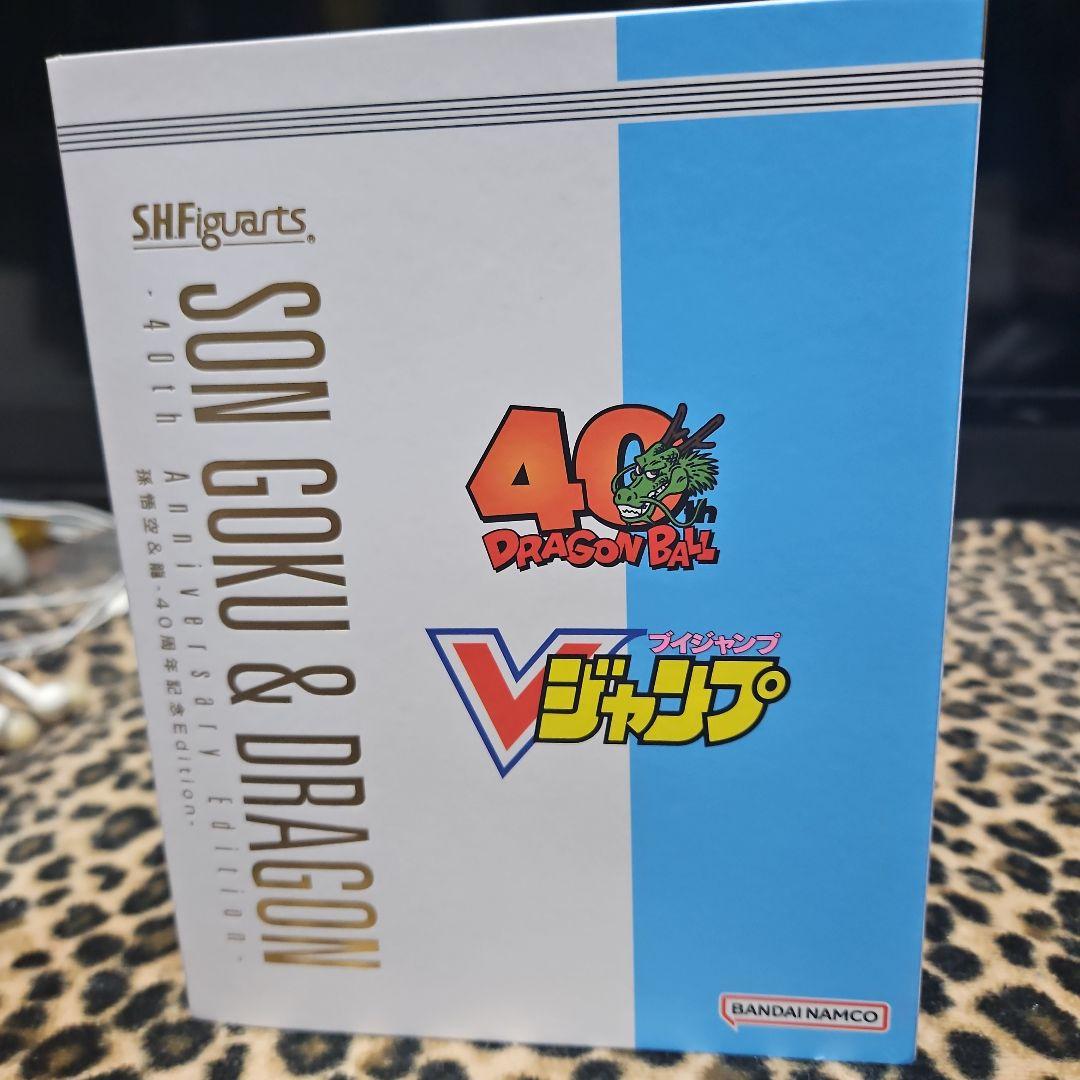 S.H.Figuarts®
SON GOKU & DRAGON
- 40th Anniversary Edition -
孫悟空&龍-40周年記念Edition-
40th
DRAGON BALL
ブイジャンプ
Vジャンプ
BANDAI NAMCO